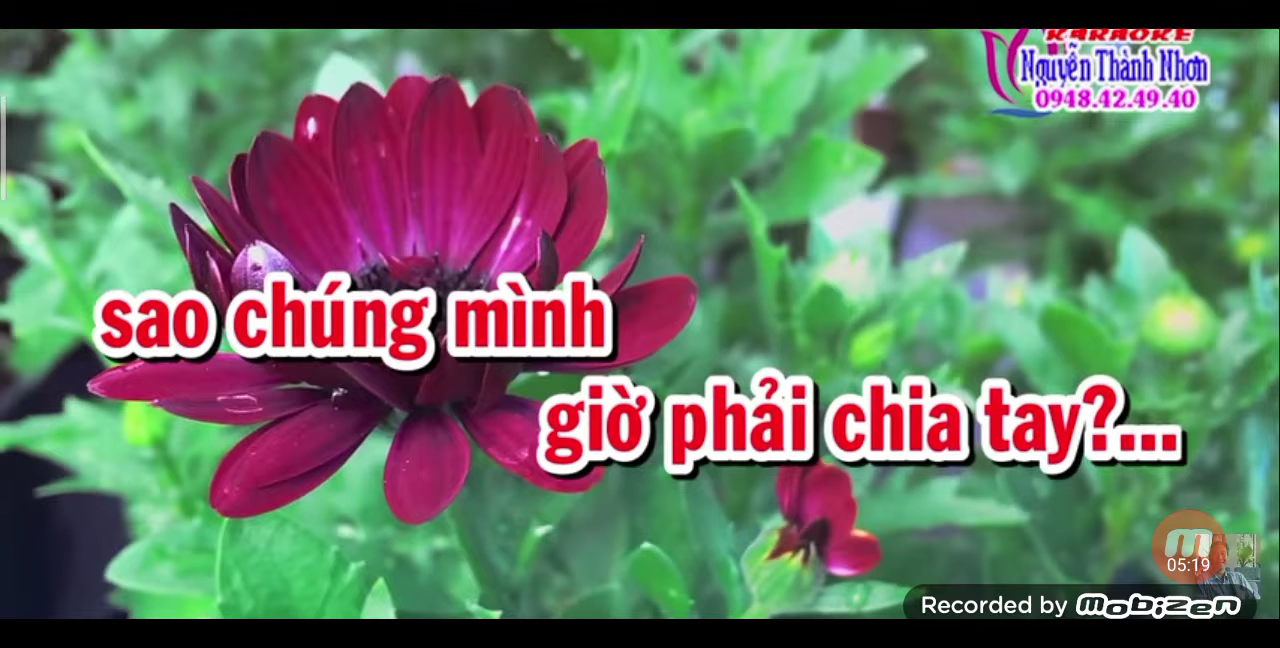 KARAOKE
Nguyễn Thành Nhơn
0948.42.49.40
sao chúng mình
giờ phải chia tay?...
05:19
Recorded by mobizen